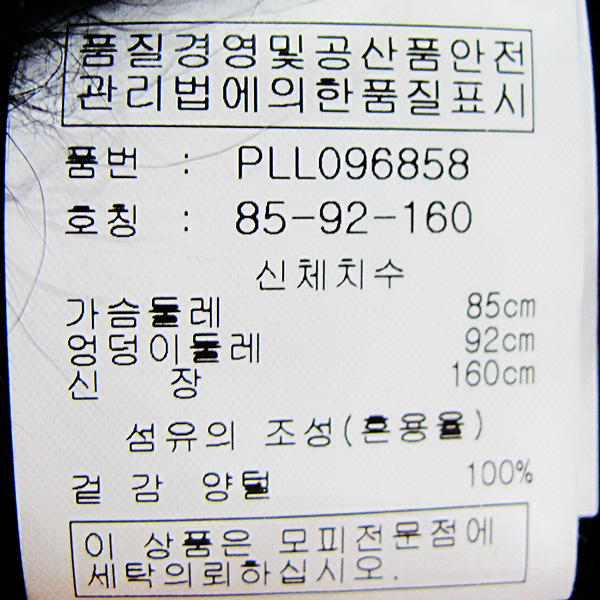 품질경영및공산품안전
관리법에의한품질표시
품번 : PLL096858
호칭 : 85-92-160
신체치수
가슴둘레 85cm
엉덩이둘레 92cm
신 장 160cm
섬유의 조성(혼용율)
겉 감 양털 100%
이 상품은 모피전문점에
세탁의뢰하십시오.